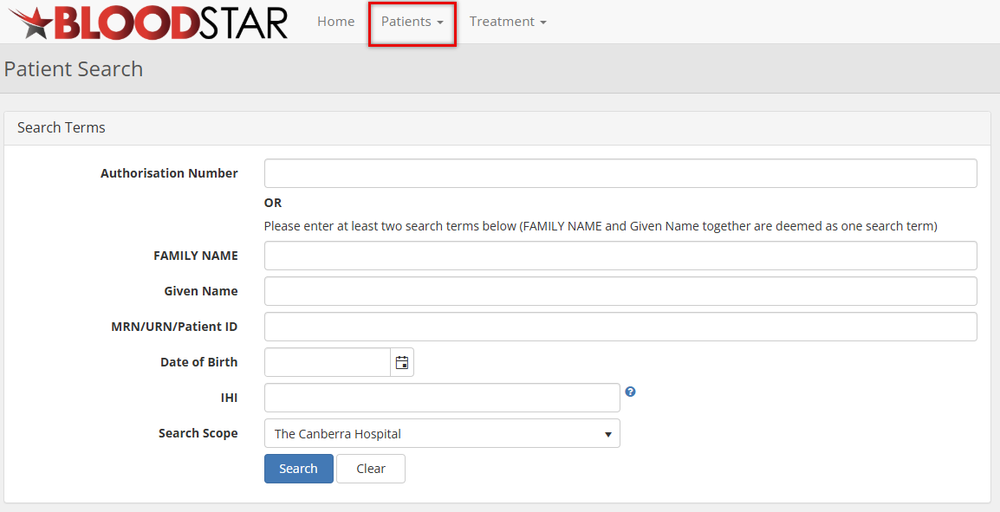 BLOODSTAR Home Patients Treatment
Patient Search
Search Terms
Authorisation Number
OR
Please enter at least two search terms below (FAMILY NAME and Given Name together are deemed as one search term)
FAMILY NAME
Given Name
MRN/URN/Patient ID
Date of Birth
IHI ?
Search Scope The Canberra Hospital
Search Clear